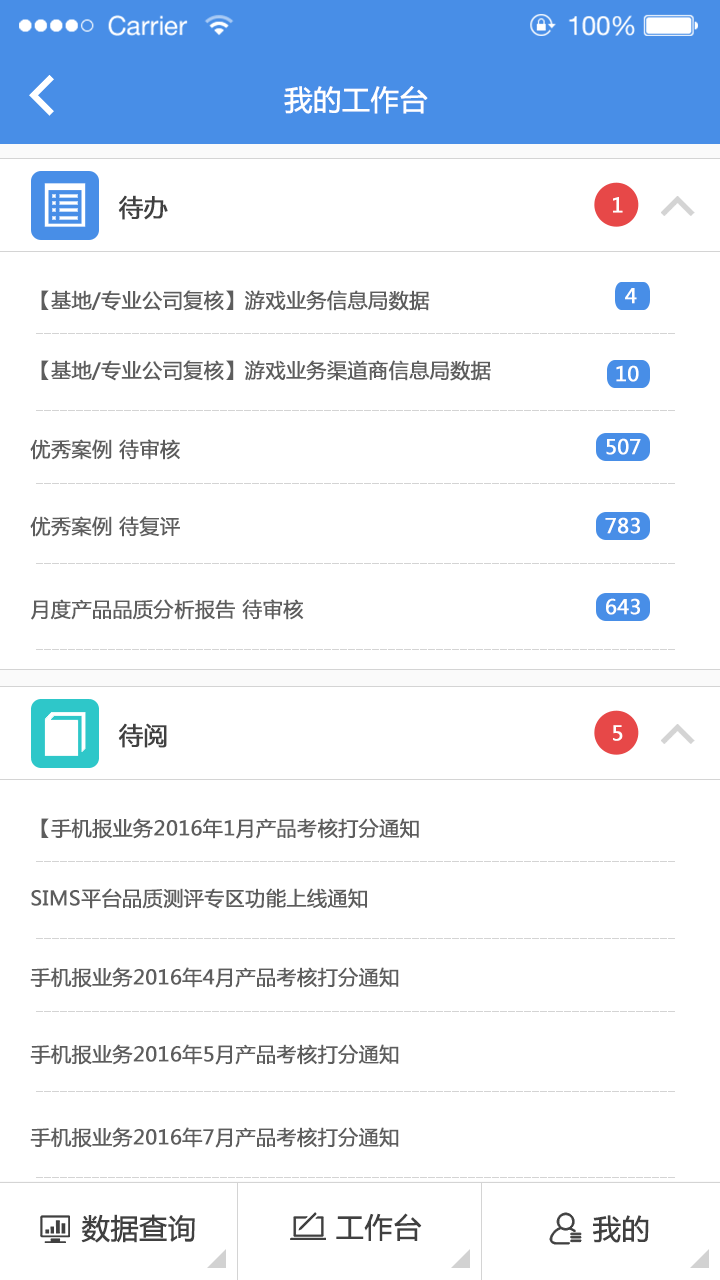 Carrier 100%
我的工作台
待办 1
【基地/专业公司复核】游戏业务信息局数据 4
【基地/专业公司复核】游戏业务渠道商信息局数据 10
优秀案例 待审核 507
优秀案例 待复评 783
月度产品品质分析报告 待审核 643
待阅 5
【手机报业务2016年1月产品考核打分通知
SIMS平台品质测评专区功能上线通知
手机报业务2016年4月产品考核打分通知
手机报业务2016年5月产品考核打分通知
手机报业务2016年7月产品考核打分通知
数据查询 工作台 我的